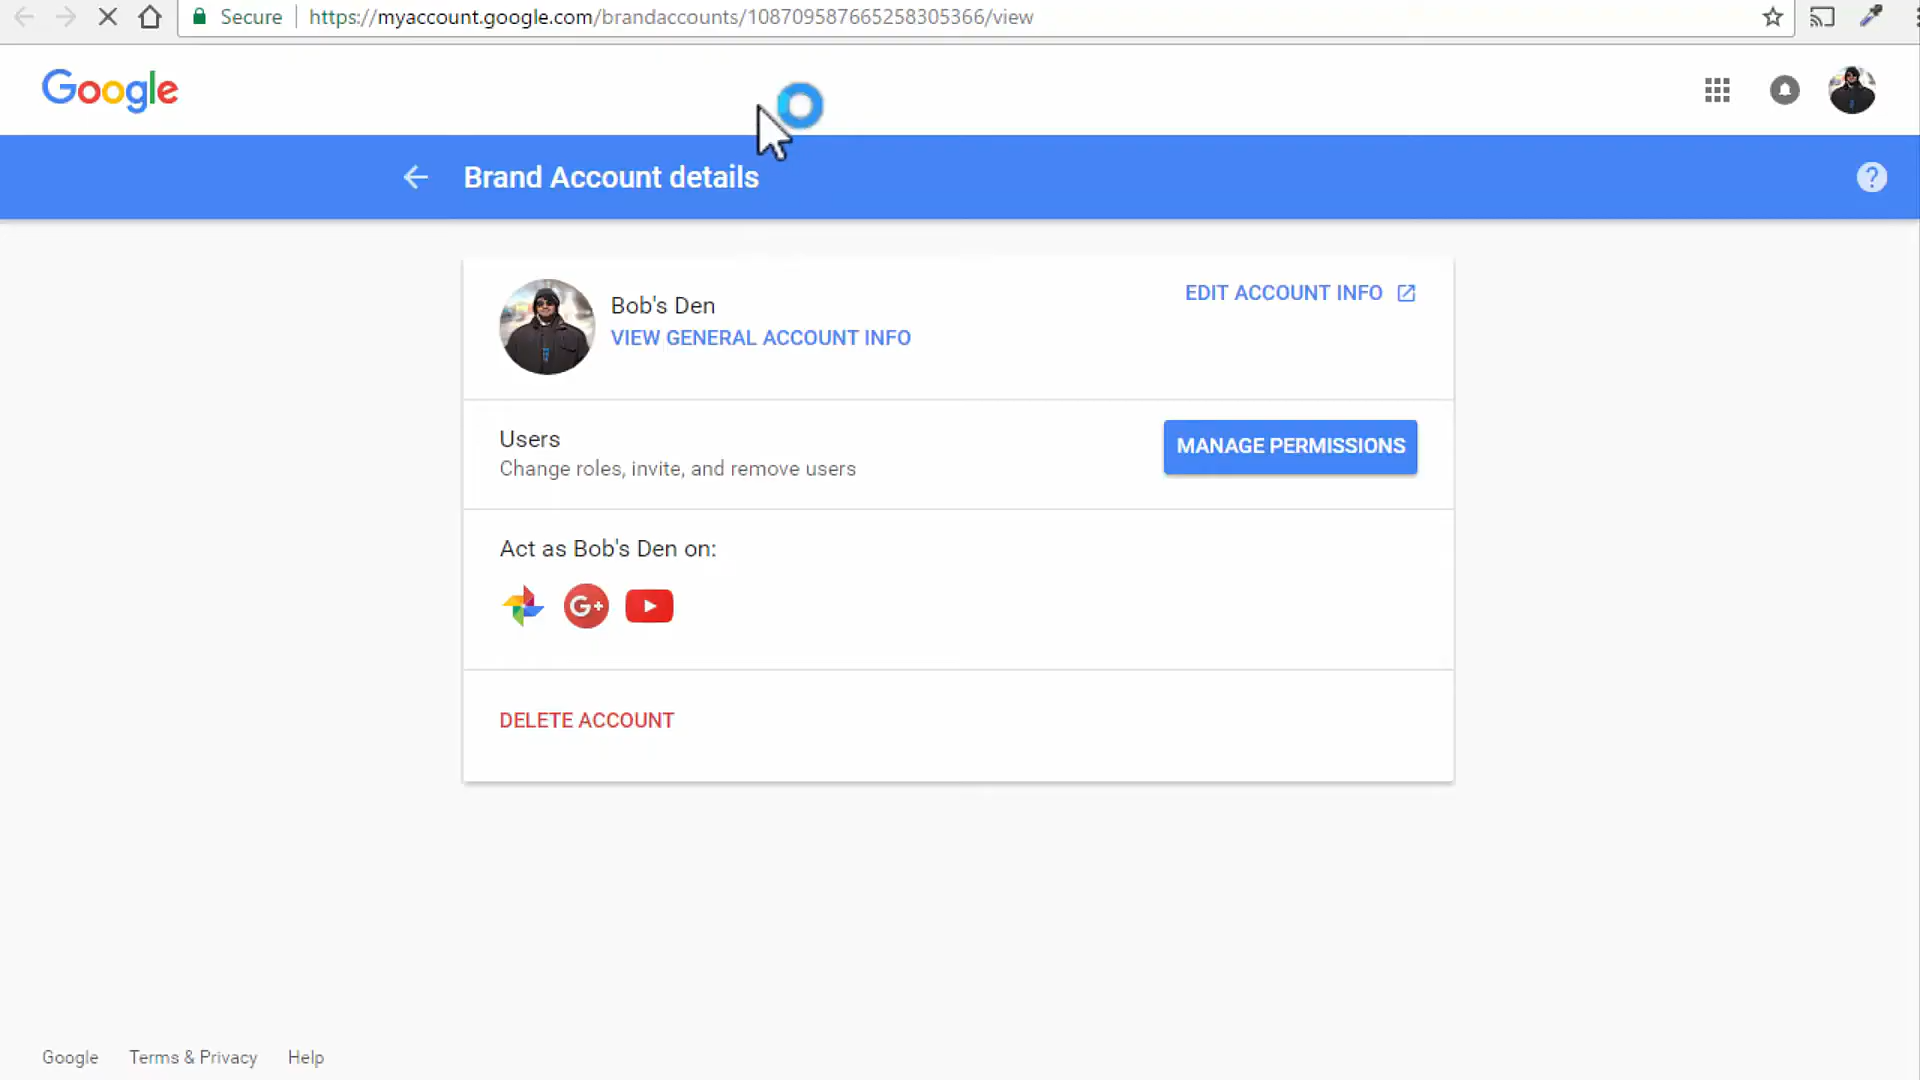 Secure https://myaccount.google.com/brandaccounts/108709587665258305366/view
Google
Brand Account details
?
Bob's Den
EDIT ACCOUNT INFO
VIEW GENERAL ACCOUNT INFO
Users
MANAGE PERMISSIONS
Change roles, invite, and remove users
Act as Bob's Den on:
G+
DELETE ACCOUNT
Google Terms & Privacy Help